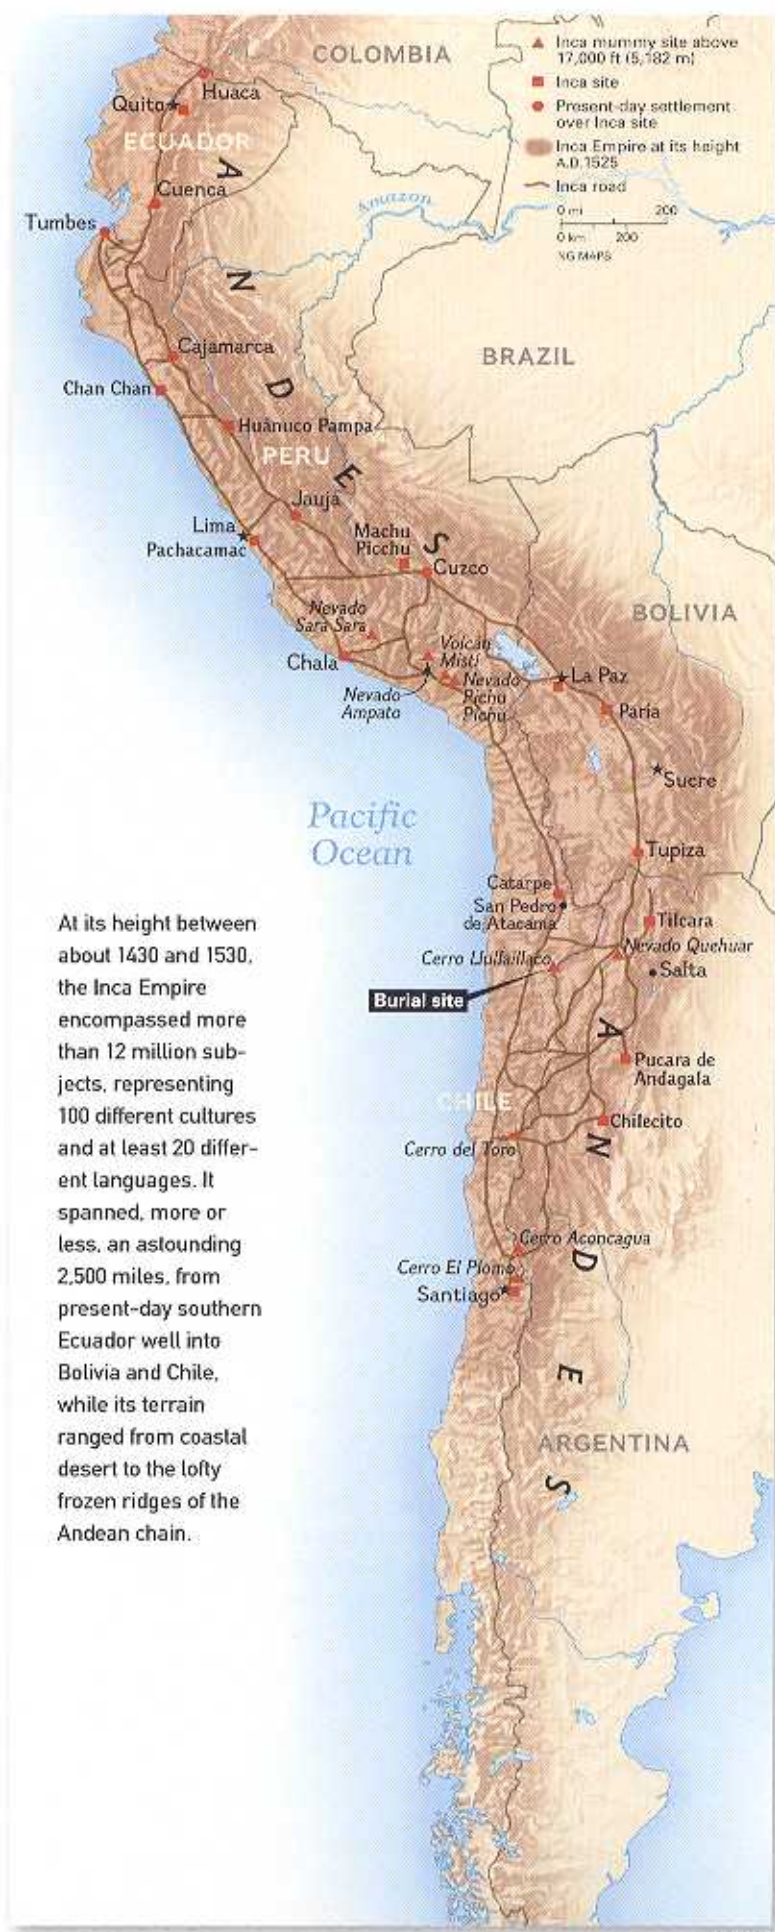 COLOMBIA
Inca mummy site above
17,000 ft (5,182 m)
Inca site
Present-day settlement
over Inca site
Inca Empire at its height
A.D.1525
Inca road
0 mi 200
0 km 200
NG MAPS
Huaca
Quito
ECUADOR
Cuenca
Tumbes
Amazon
A
N
D
E
S
Cajamarca
BRAZIL
Chan Chan
Huánuco Pampa
PERU
Jauja
Lima
Pachacamac
Machu
Picchu
Cuzco
BOLIVIA
Nevado
Sara Sara
Chala
Volcán
Misti
Nevado
Ampato
Nevado
Pichu
Pichu
La Paz
Paria
Sucre
Pacific
Ocean
Tupiza
Catarpe
San Pedro
de Atacama
Tilcara
Nevado Quehuar
Cerro Llullaillaco
Salta
Burial site
A
N
D
E
S
Pucara de
Andagala
CHILE
Chilecito
Cerro del Toro
Cerro Aconcagua
Cerro El Plomo
Santiago
ARGENTINA
At its height between
about 1430 and 1530,
the Inca Empire
encompassed more
than 12 million sub-
jects, representing
100 different cultures
and at least 20 differ-
ent languages. It
spanned, more or
less, an astounding
2,500 miles, from
present-day southern
Ecuador well into
Bolivia and Chile,
while its terrain
ranged from coastal
desert to the lofty
frozen ridges of the
Andean chain.